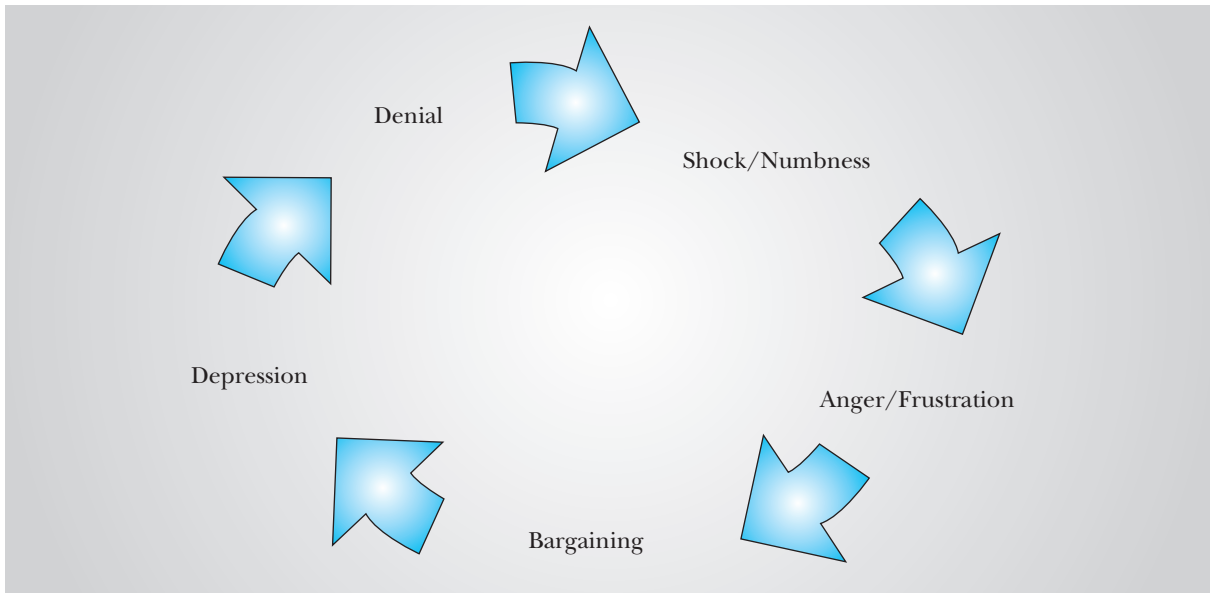 Denial
Shock/Numbness
Anger/Frustration
Bargaining
Depression